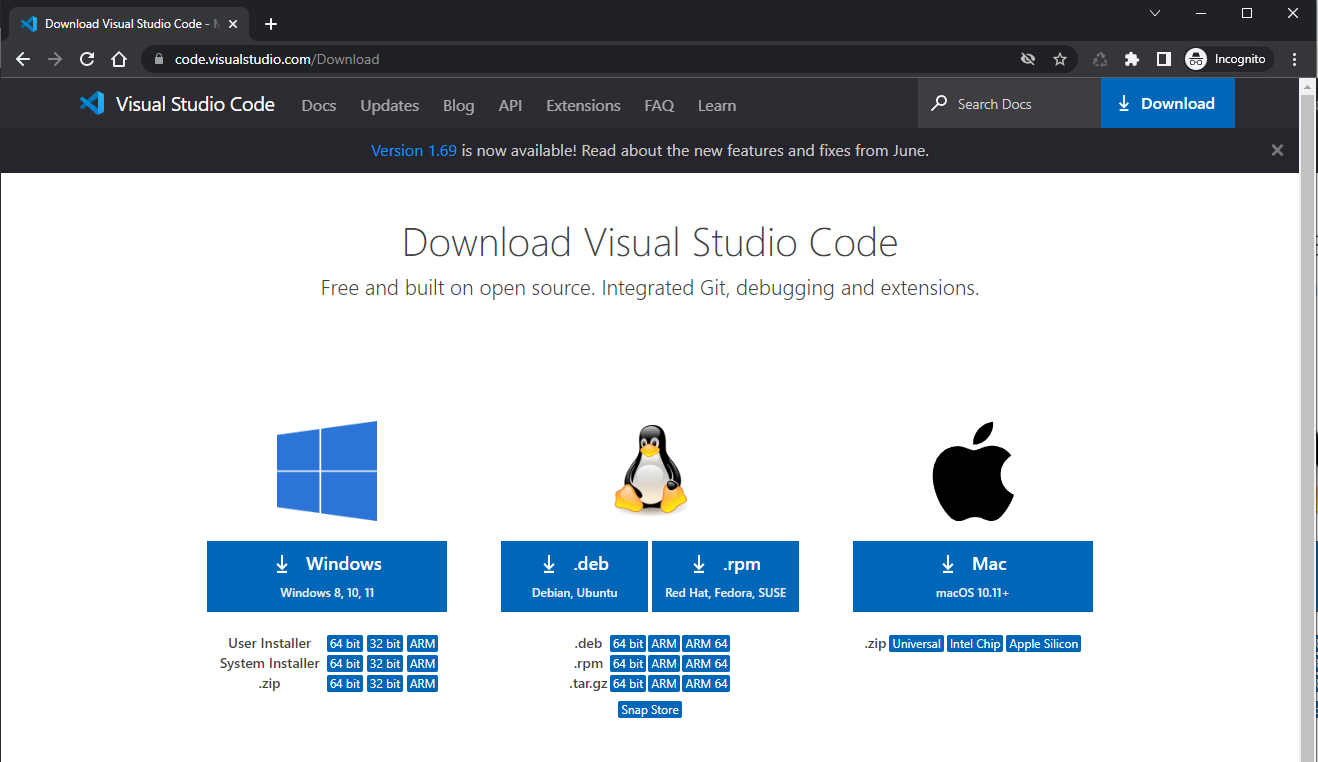 Download Visual Studio Code -
code.visualstudio.com/Download
Incognito
Visual Studio Code Docs Updates Blog API Extensions FAQ Learn Search Docs Download
Version 1.69 is now available! Read about the new features and fixes from June.
Download Visual Studio Code
Free and built on open source. Integrated Git, debugging and extensions.
Windows
Windows 8, 10, 11
User Installer 64 bit 32 bit ARM
System Installer 64 bit 32 bit ARM
.zip 64 bit 32 bit ARM
.deb
Debian, Ubuntu
.rpm
Red Hat, Fedora, SUSE
.deb 64 bit ARM ARM 64
.rpm 64 bit ARM ARM 64
.tar.gz 64 bit ARM ARM 64
Snap Store
Mac
macOS 10.11+
.zip Universal Intel Chip Apple Silicon